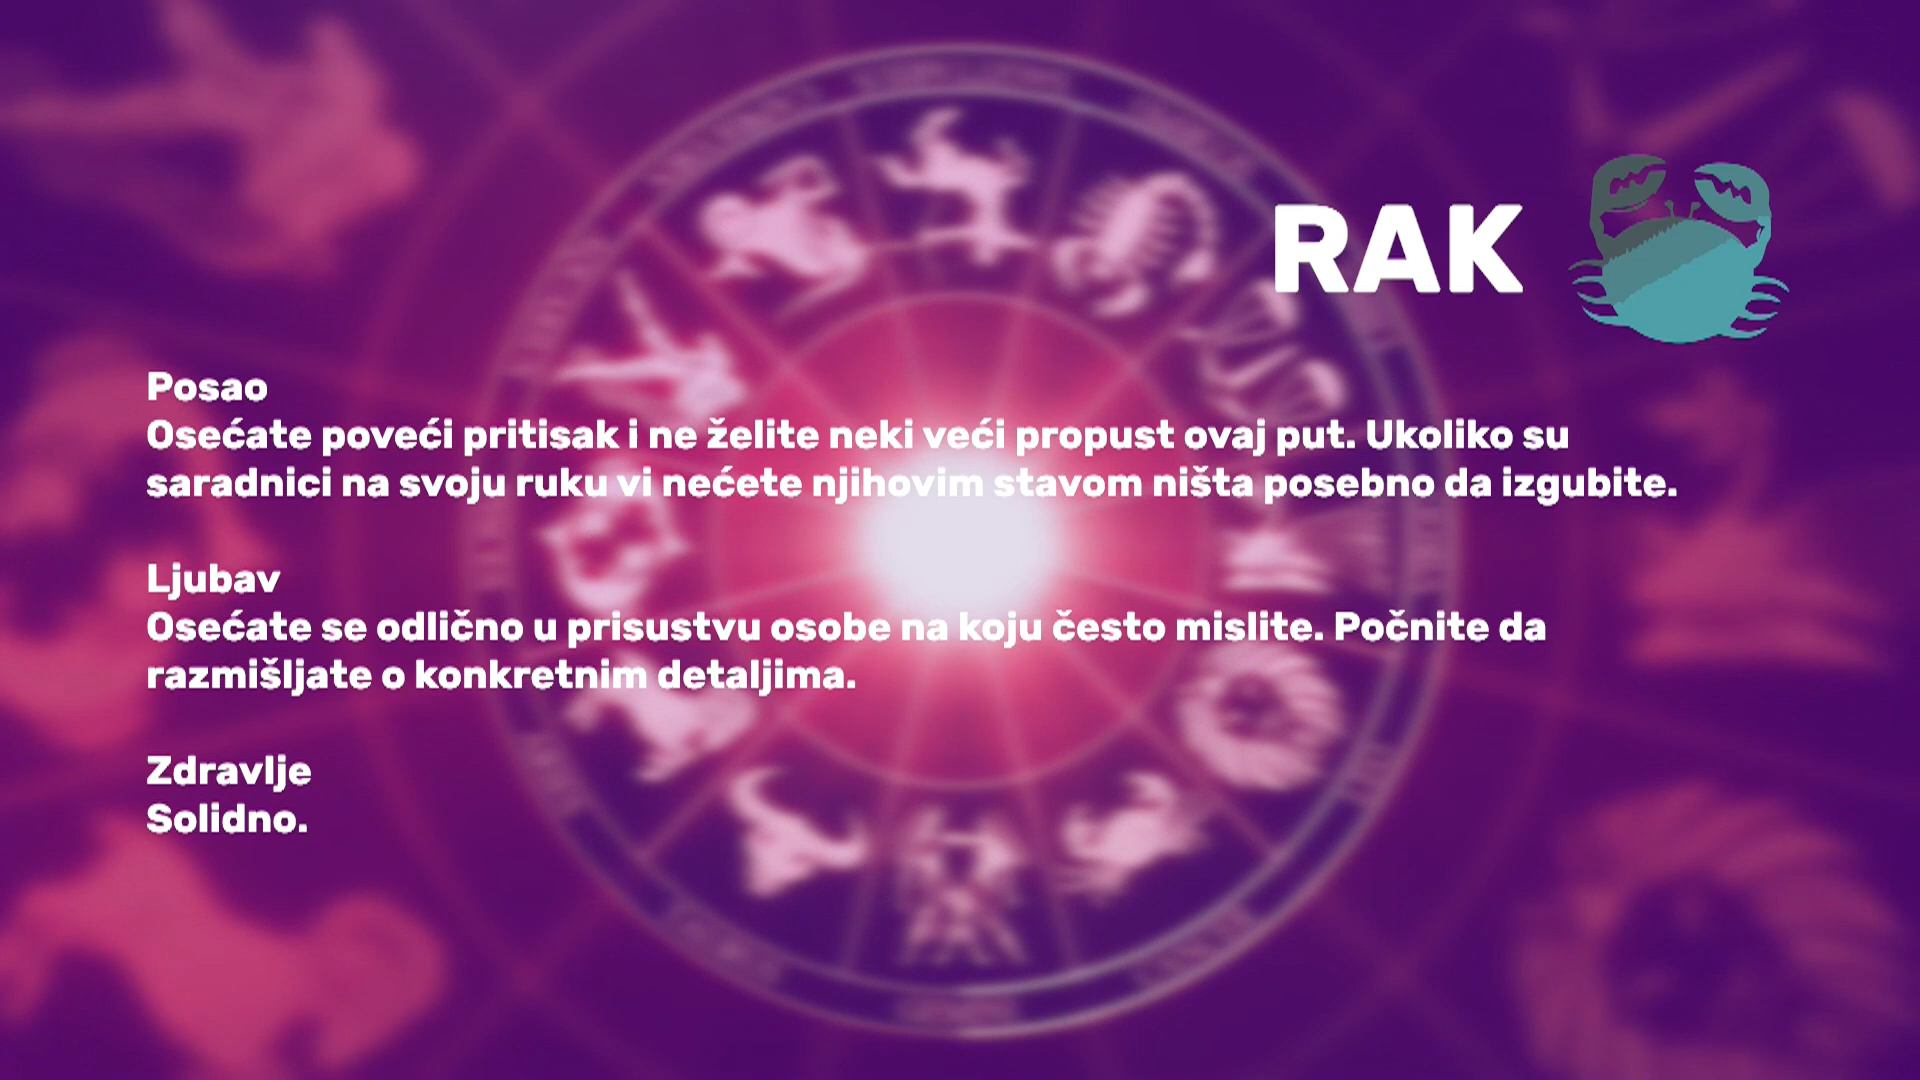 RAK
Posao
Osećate poveći pritisak i ne želite neki veći propust ovaj put. Ukoliko su
saradnici na svoju ruku vi nećete njihovim stavom ništa posebno da izgubite.
Ljubav
Osećate se odlično u prisustvu osobe na koju često mislite. Počnite da
razmišljate o konkretnim detaljima.
Zdravlje
Solidno.